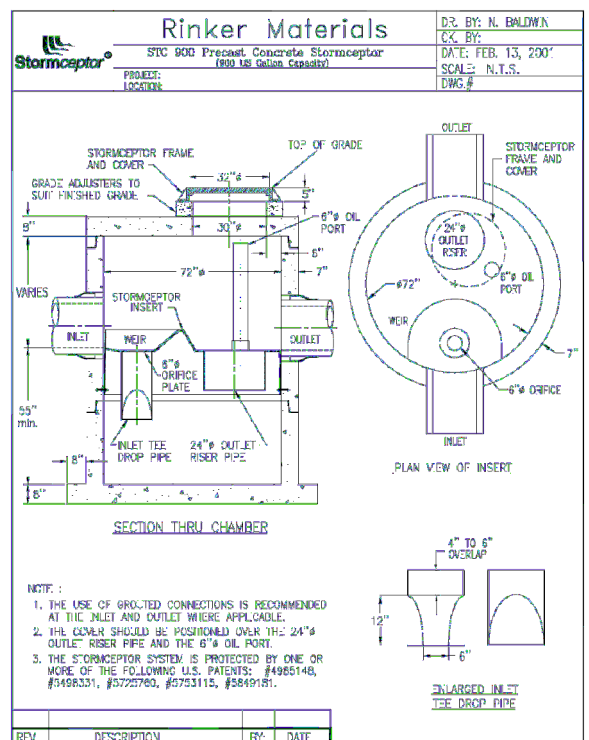 Rinker Materials
Stormceptor®
STC 900 Precast Concrete Stormceptor
(900 US Gallon Capacity)
PROJECT:
LOCATION:
DR. BY: N. BALDWIN
CK. BY:
DATE: FEB. 13, 2001
SCALE: N.T.S.
DWG.#
STORMCEPTOR FRAME
AND COVER
TOP OF GRADE
GRADE ADJUSTERS TO
SUIT FINISHED GRADE
32"ø
5"
30"ø
6"ø OIL
PORT
8"
6"
72"ø
7"
VARIES
STORMCEPTOR
INSERT
INLET
WEIR
OUTLET
6"ø
ORIFICE
PLATE
55"
min.
INLET TEE
DROP PIPE
24"ø OUTLET
RISER PIPE
8"
8"
SECTION THRU CHAMBER
OUTLET
STORMCEPTOR
FRAME AND
COVER
24"ø
OUTLET
RISER
6"ø OIL
PORT
ø72"
WEIR
7"
6"ø ORIFICE
INLET
PLAN VIEW OF INSERT
4" TO 6"
OVERLAP
12"
6"
ENLARGED INLET
TEE DROP PIPE
NOTE :
1. THE USE OF GROUTED CONNECTIONS IS RECOMMENDED
AT THE INLET AND OUTLET WHERE APPLICABLE.
2. THE COVER SHOULD BE POSITIONED OVER THE 24"ø
OUTLET RISER PIPE AND THE 6"ø OIL PORT.
3. THE STORMCEPTOR SYSTEM IS PROTECTED BY ONE OR
MORE OF THE FOLLOWING U.S. PATENTS: #4985148,
#5498331, #5725760, #5753115, #5849181.
REV.
DESCRIPTION
BY:
DATE